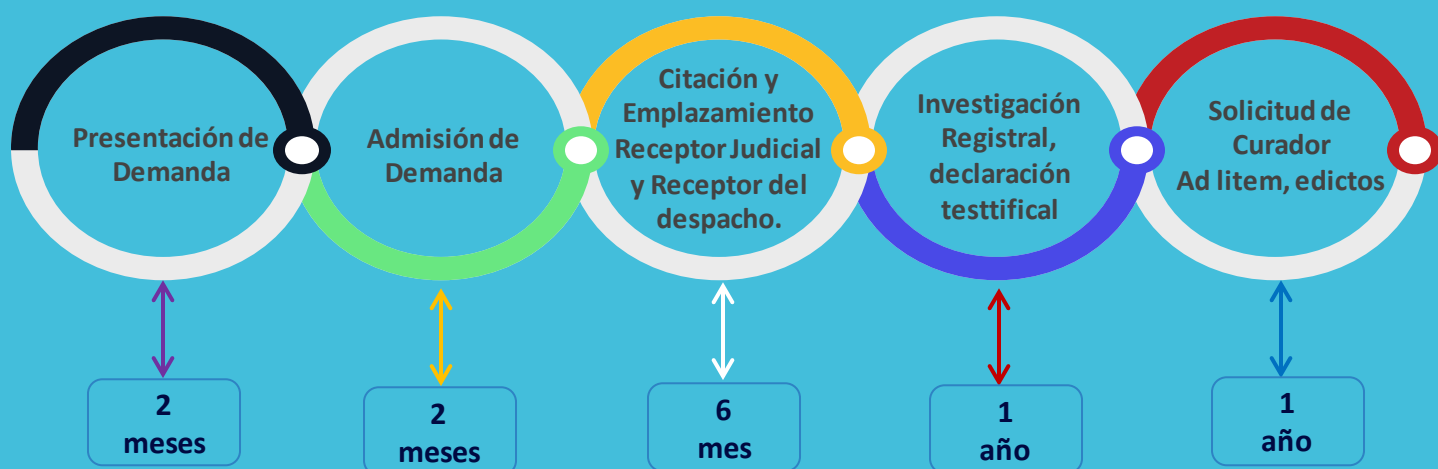 Presentación de
Demanda
Admisión de
Demanda
Citación y
Emplazamiento
Receptor Judicial
y Receptor del
despacho.
Investigación
Registral,
declaración
testtifical
Solicitud de
Curador
Ad litem, edictos
2
meses
2
meses
6
mes
1
año
1
año